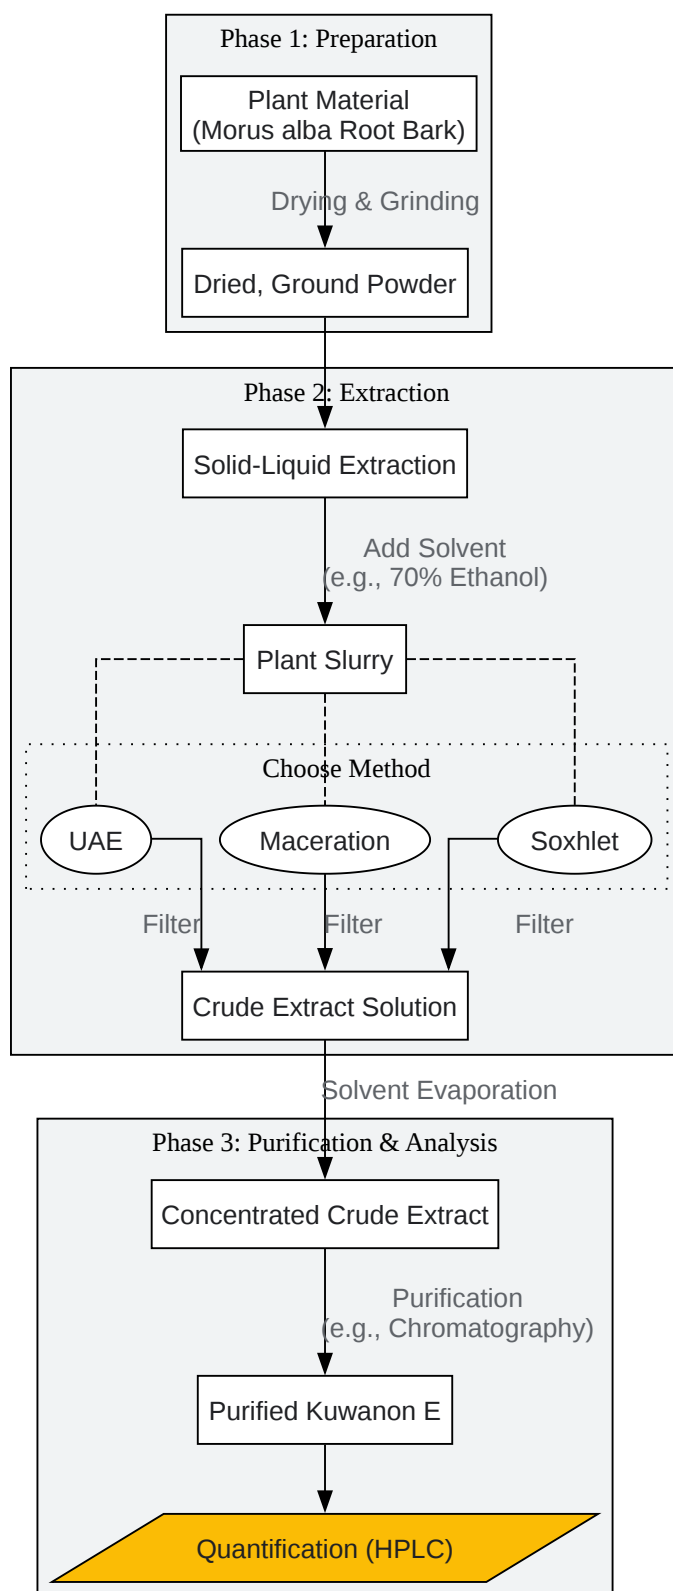 Phase 1: Preparation
Plant Material
(Morus alba Root Bark)
Drying & Grinding
Dried, Ground Powder
Phase 2: Extraction
Solid-Liquid Extraction
Add Solvent
(e.g., 70% Ethanol)
Plant Slurry
Choose Method
UAE
Maceration
Soxhlet
Filter
Filter
Filter
Crude Extract Solution
Solvent Evaporation
Phase 3: Purification & Analysis
Concentrated Crude Extract
Purification
(e.g., Chromatography)
Purified Kuwanon E
Quantification (HPLC)